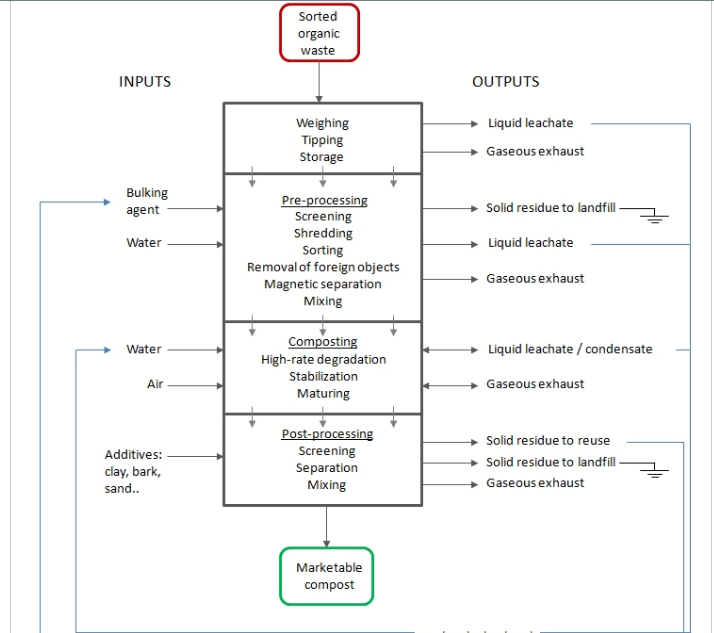 Sorted
organic
waste
INPUTS
OUTPUTS
Weighing
Tipping
Storage
Liquid leachate
Gaseous exhaust
Bulking
agent
Water
Pre-processing
Screening
Shredding
Sorting
Removal of foreign objects
Magnetic separation
Mixing
Solid residue to landfill
Liquid leachate
Gaseous exhaust
Water
Air
Composting
High-rate degradation
Stabilization
Maturing
Liquid leachate / condensate
Gaseous exhaust
Additives:
clay, bark,
sand..
Post-processing
Screening
Separation
Mixing
Solid residue to reuse
Solid residue to landfill
Gaseous exhaust
Marketable
compost